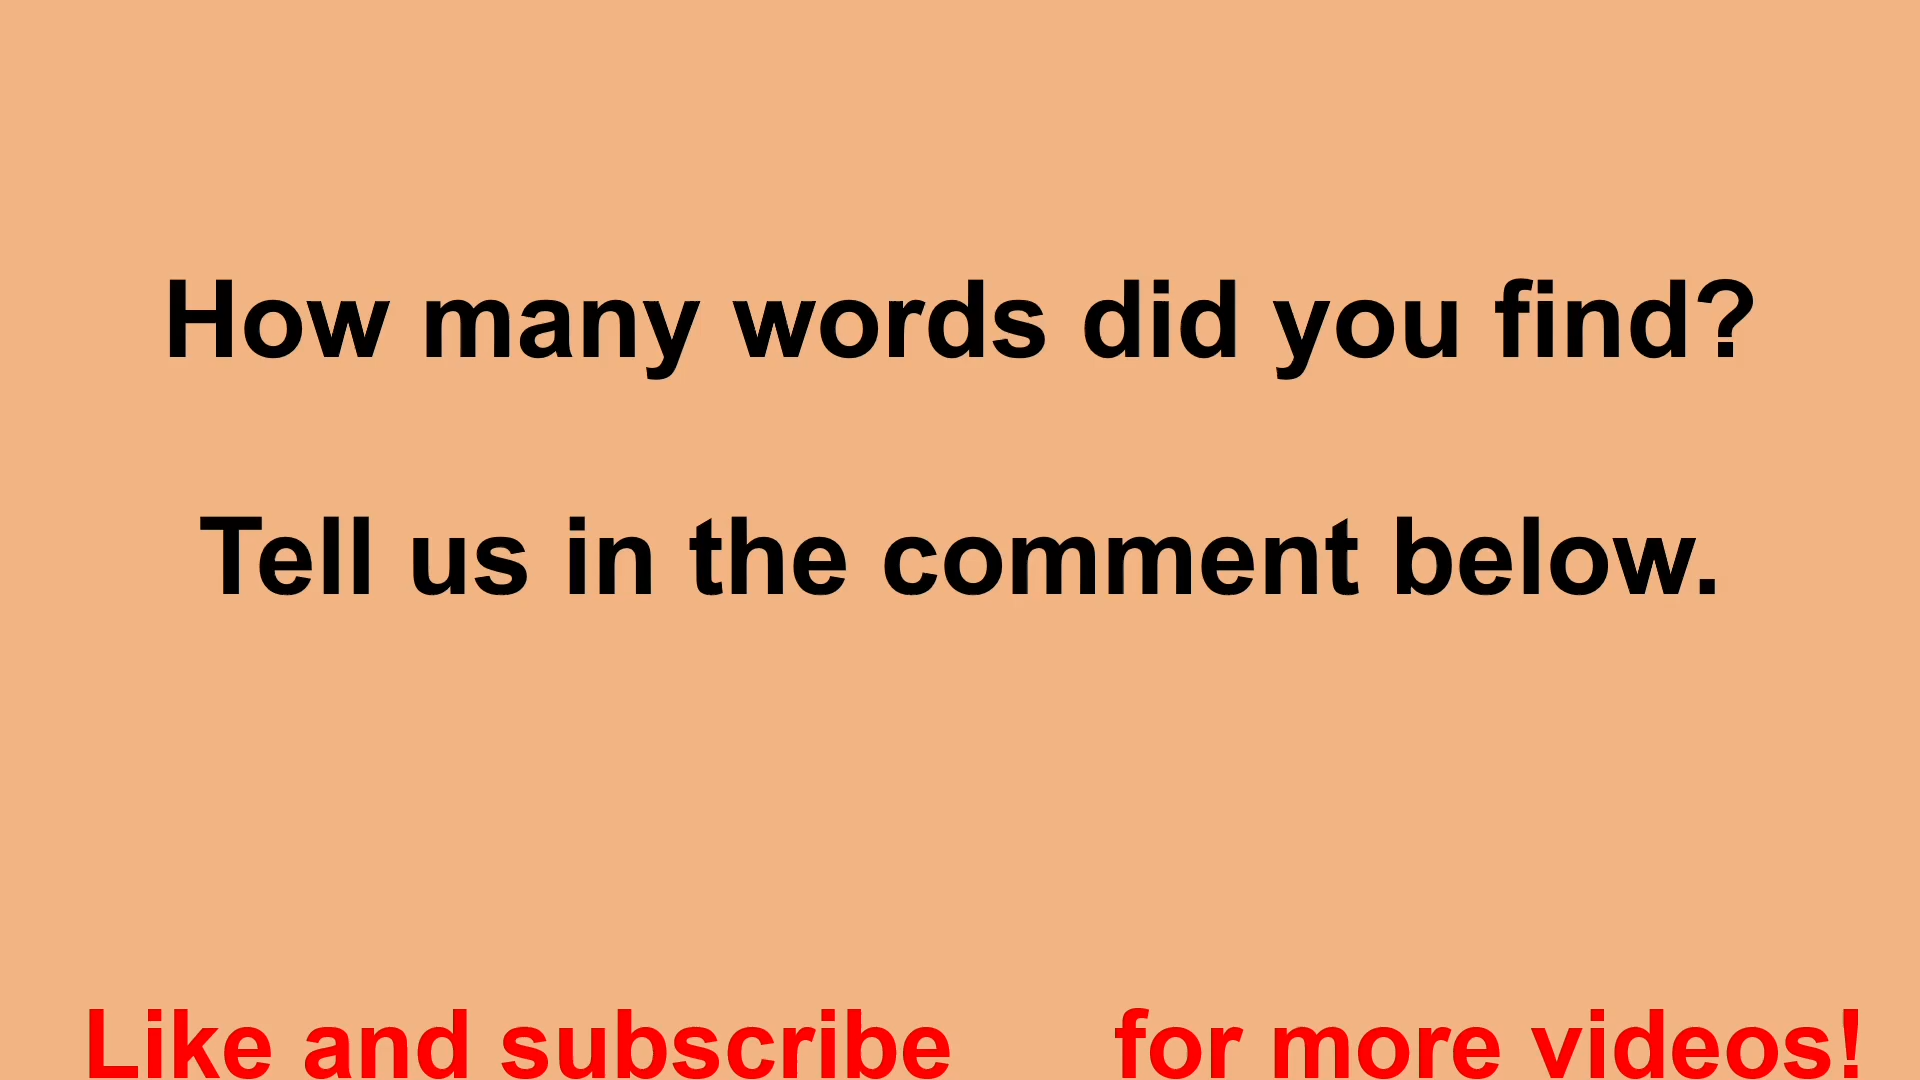 How many words did you find?
Tell us in the comment below.
Like and subscribe for more videos!